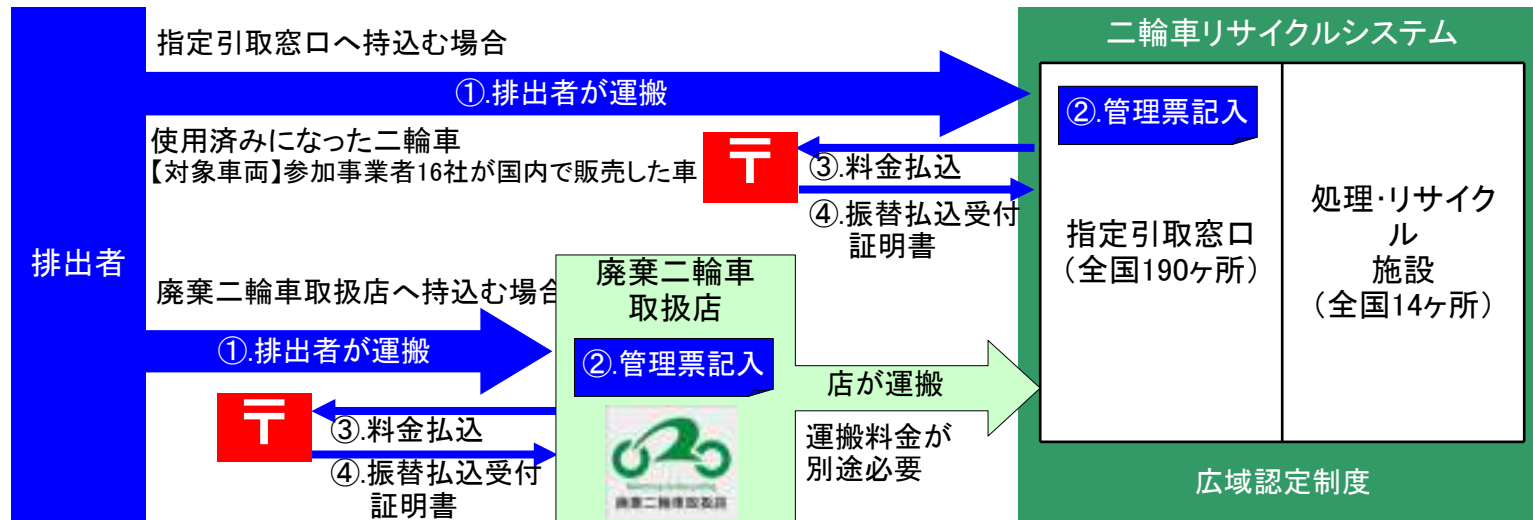 指定引取窓口へ持込む場合
①.排出者が運搬
使用済みになった二輪車
【対象車両】参加事業者16社が国内で販売した車
〒
③.料金払込
④.振替払込受付
証明書
排出者
廃棄二輪車取扱店へ持込む場合
①.排出者が運搬
〒
③.料金払込
④.振替払込受付
証明書
廃棄二輪車
取扱店
②.管理票記入
廃棄二輪車取扱店
店が運搬
運搬料金が
別途必要
二輪車リサイクルシステム
②.管理票記入
指定引取窓口
（全国190ヶ所）
処理･リサイク
ル
施設
（全国14ヶ所）
広域認定制度